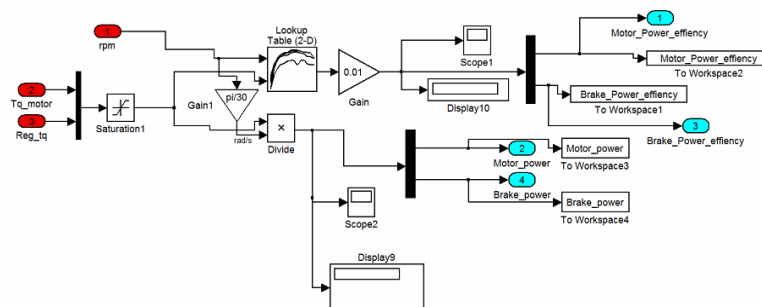 1
rpm
2
Tq_motor
3
Reg_tq
Saturation1
Lookup
Table (2-D)
Gain1
pi/30
rad/s
0.01
Gain
×
Divide
Scope1
Display10
Scope2
Display9
1
Motor_Power_effiency
Motor_Power_effiency
To Workspace2
Brake_Power_effiency
To Workspace1
3
Brake_Power_effiency
2
Motor_power
Motor_power
To Workspace3
4
Brake_power
Brake_power
To Workspace4